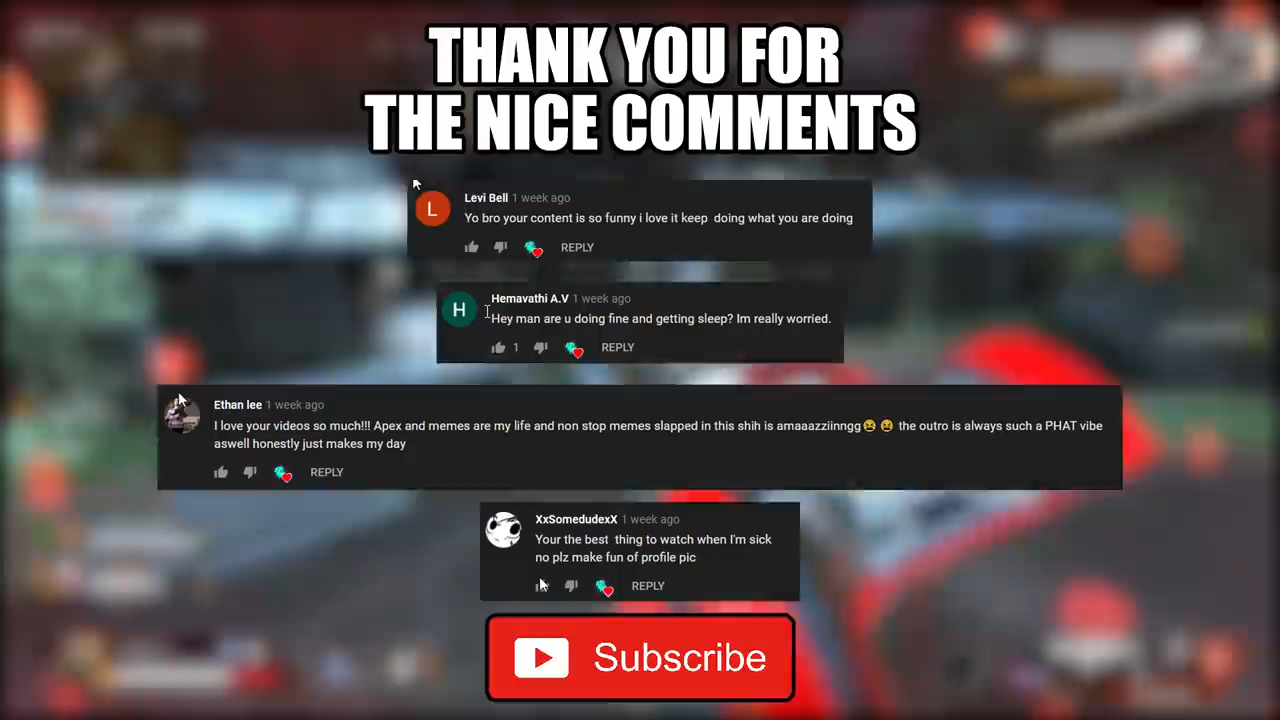 THANK YOU FOR
THE NICE COMMENTS
L
Levi Bell 1 week ago
Yo bro your content is so funny i love it keep doing what you are doing
REPLY
H
Hemavathi A.V 1 week ago
Hey man are u doing fine and getting sleep? Im really worried.
1 REPLY
Ethan lee 1 week ago
I love your videos so much!!! Apex and memes are my life and non stop memes slapped in this shih is amaaazziinngg😫 😫 the outro is always such a PHAT vibe
aswell honestly just makes my day
REPLY
XxSomedudexX 1 week ago
Your the best thing to watch when I'm sick
no plz make fun of profile pic
REPLY
Subscribe